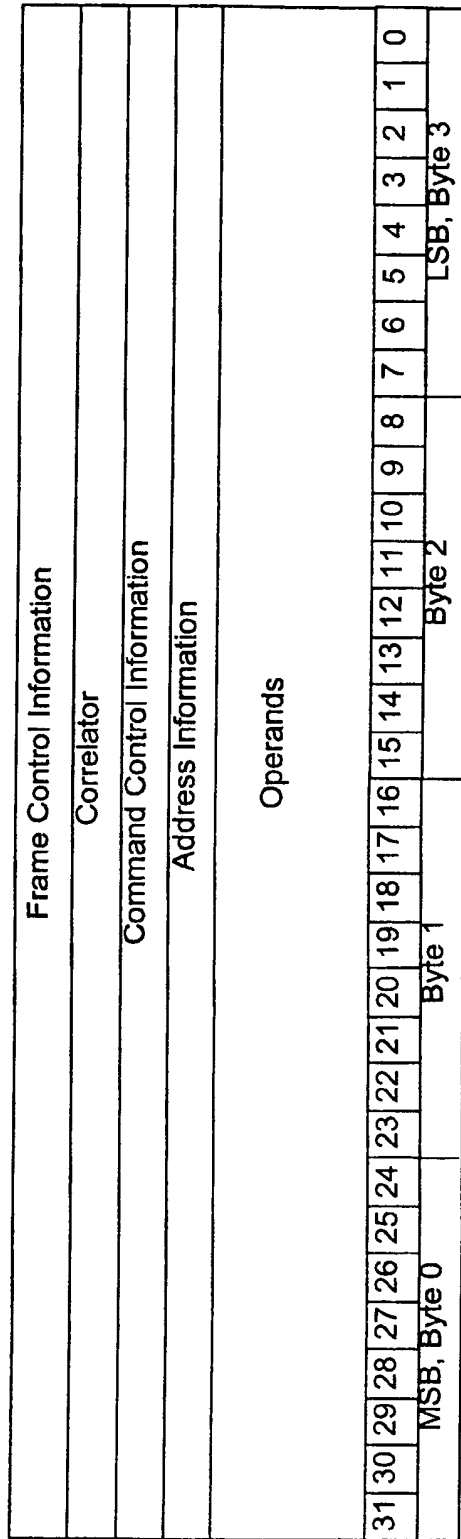 Frame Control Information
Correlator
Command Control Information
Address Information
Operands
31 30 29 28 27 26 25 24 23 22 21 20 19 18 17 16 15 14 13 12 11 10 9 8 7 6 5 4 3 2 1 0
MSB, Byte 0 Byte 1 Byte 2 LSB, Byte 3